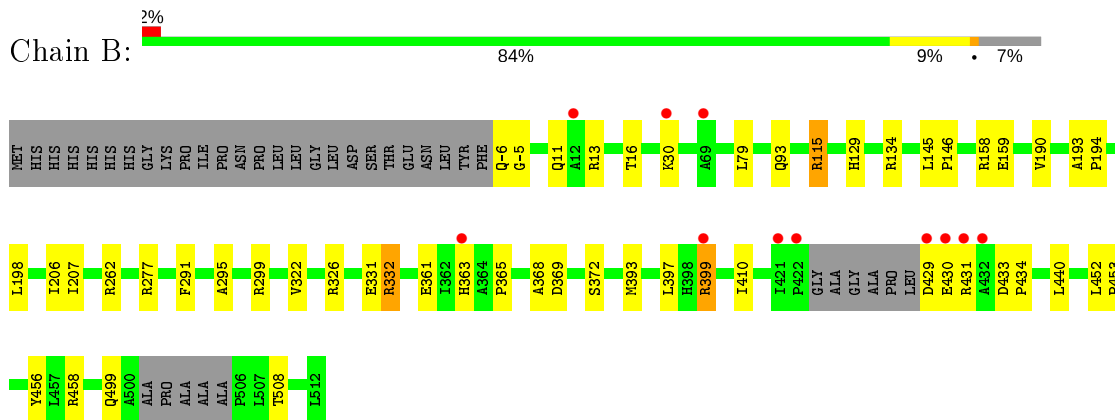 2%
Chain B:
84% 9% • 7%
MET HIS HIS HIS HIS HIS HIS GLY LYS PRO ILE PRO ASN PRO LEU LEU GLY LEU ASP SER THR GLU ASN LEU TYR PHE Q-6 G-5 Q11 A12 R13 T16 K30 A69 L79 Q93 R115 H129 R134 L145 P146 R158 E159 V190 A193 P194
L198 I206 I207 R262 R277 F291 A295 R299 V322 R326 E331 R332 E361 I362 H363 A364 P365 A368 D369 S372 M393 L397 H398 R399 I410 I421 P422 GLY ALA GLY ALA PRO LEU D429 E430 R431 A432 D433 P434 L440 L452
Y456 L457 R458 Q499 A500 ALA PRO ALA ALA ALA P506 L507 T508 L512